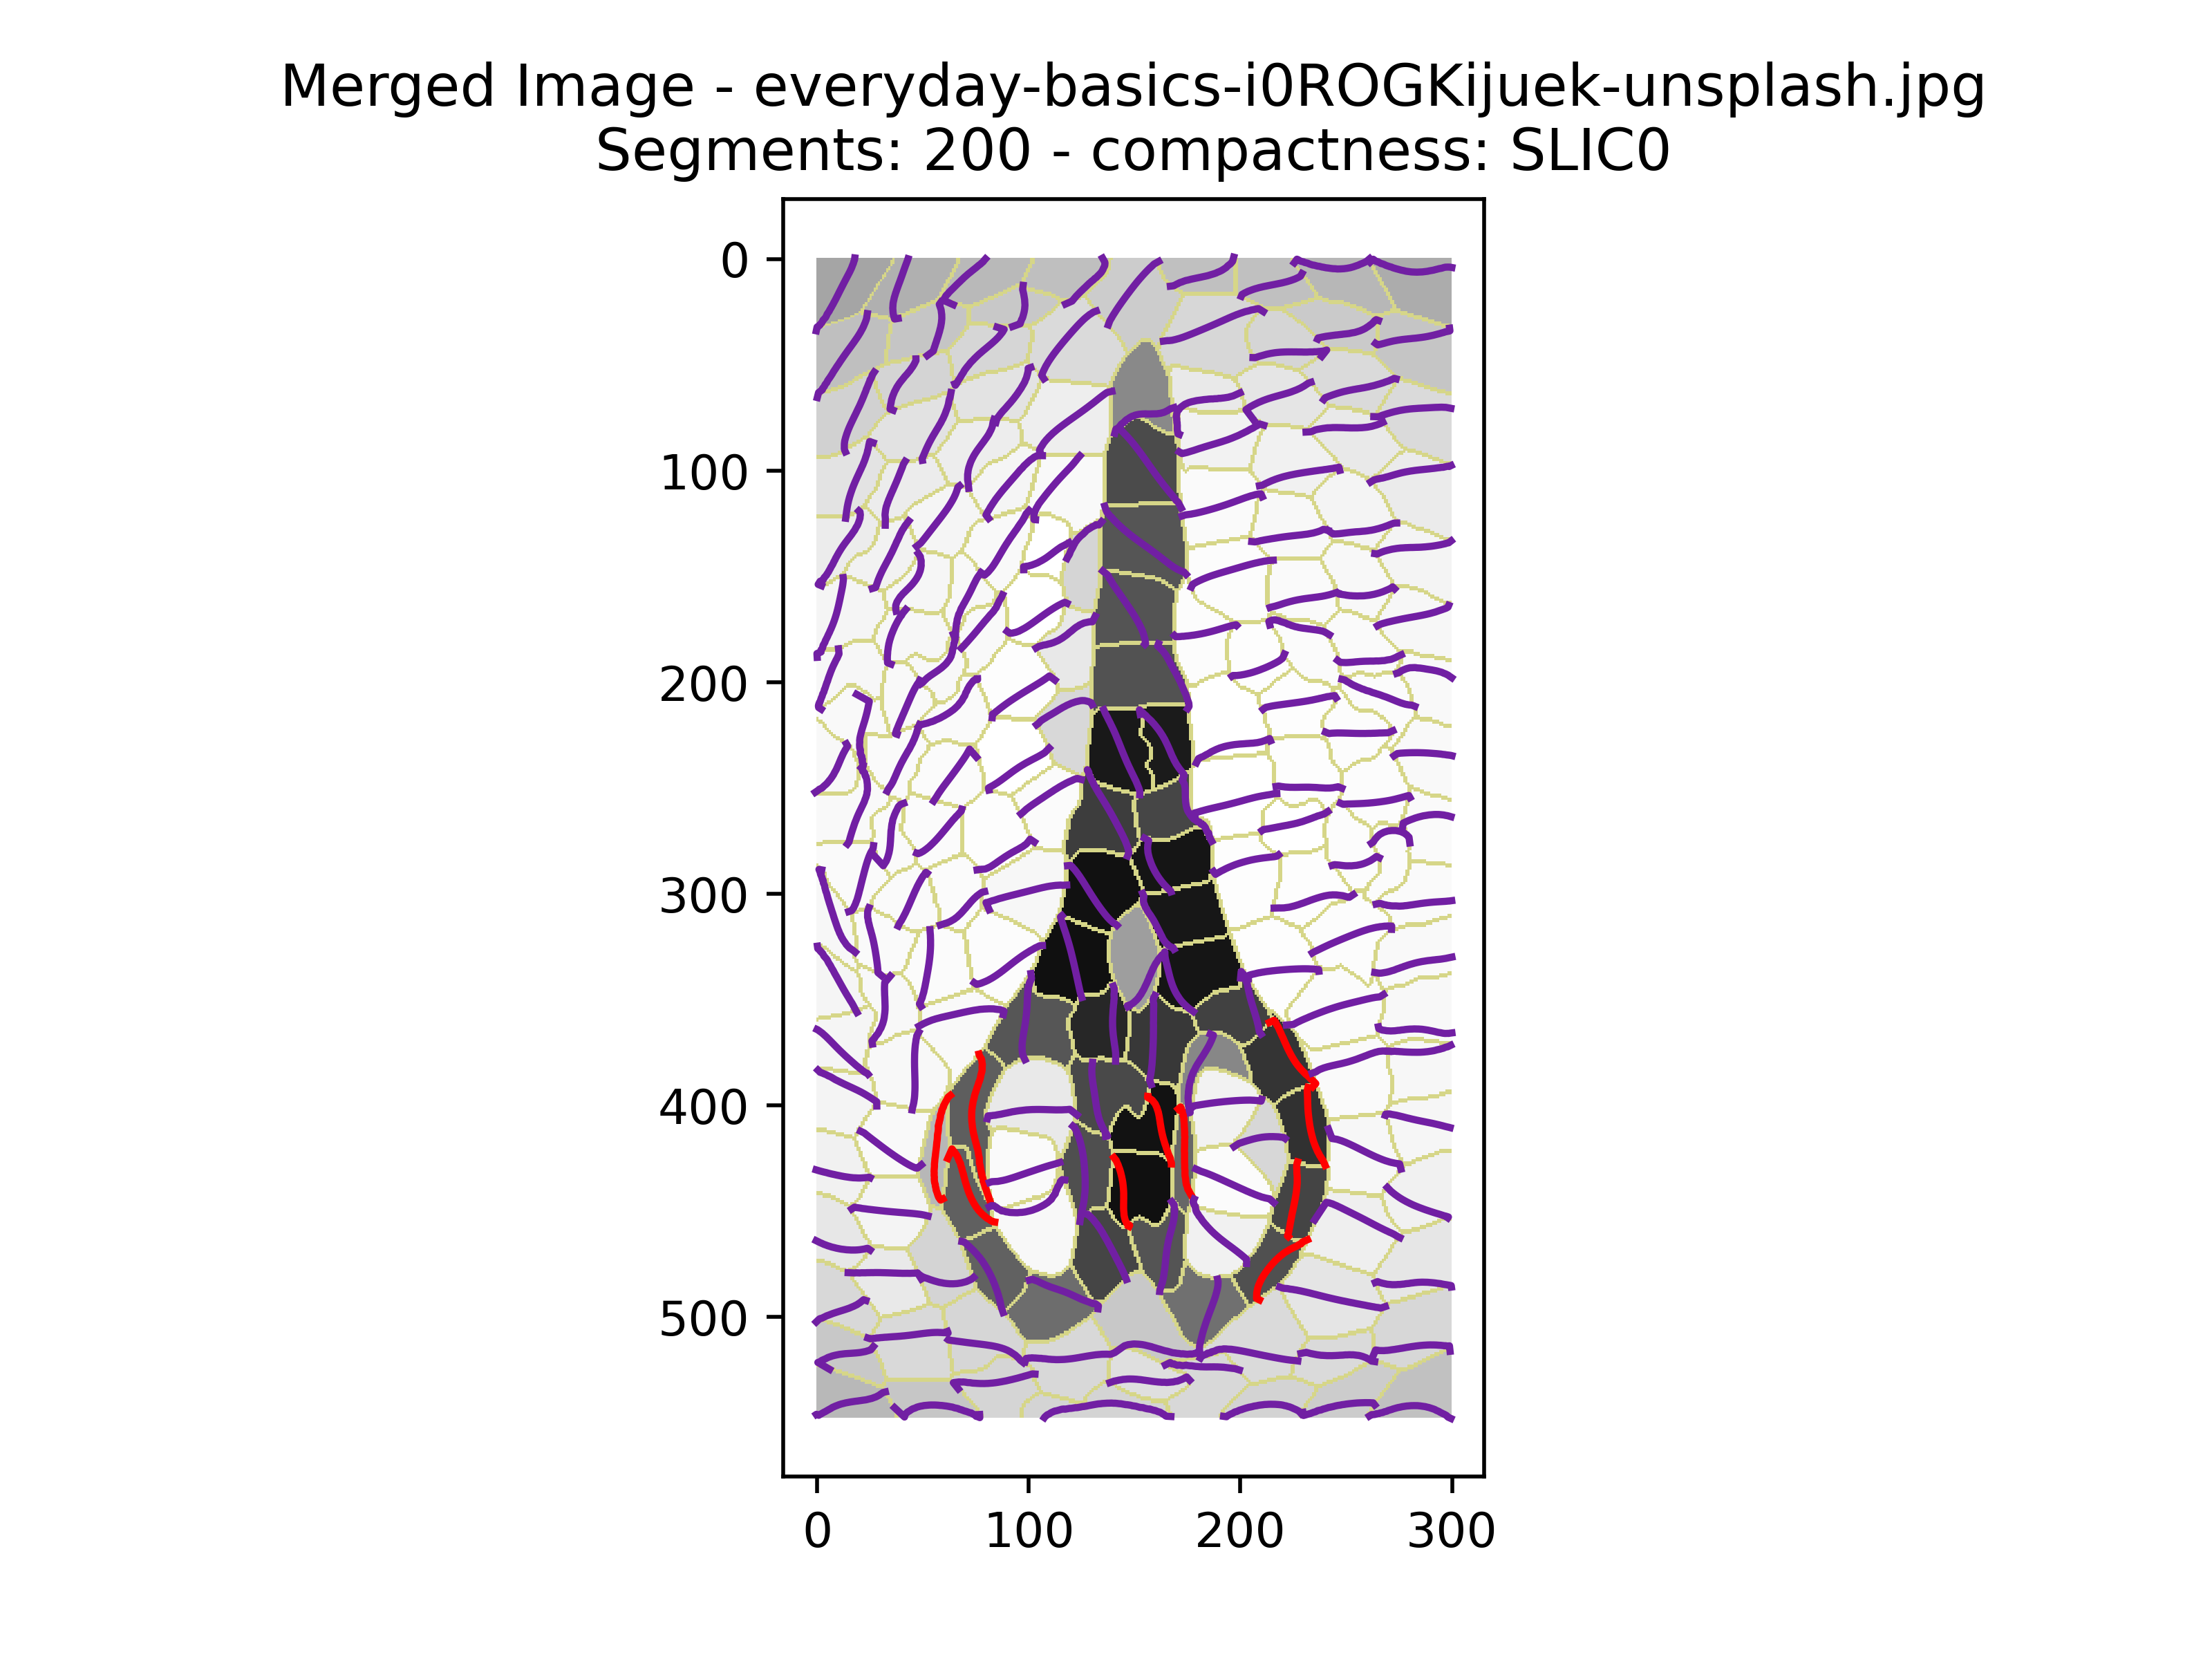 Merged Image - everyday-basics-i0ROGKijuek-unsplash.jpg
Segments: 200 - compactness: SLIC0
0
100
200
300
400
500
0 100 200 300